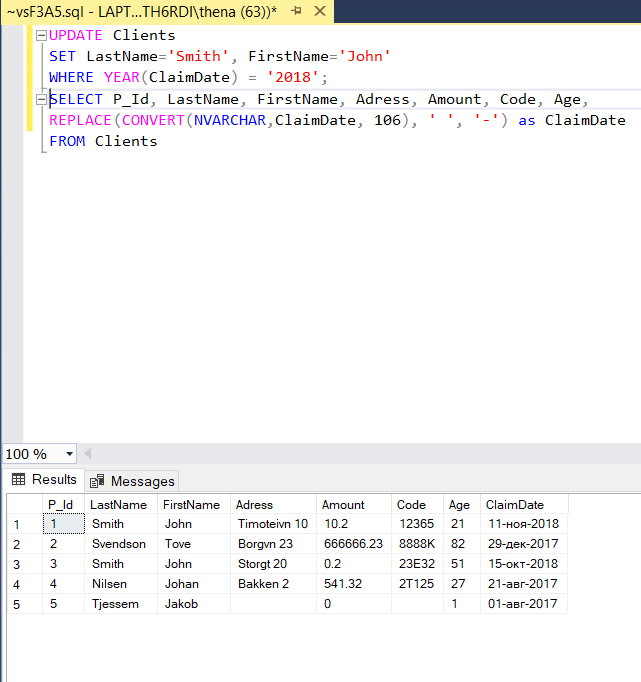 ~vsF3A5.sql - LAPT...TH6RDI\thena (63))*
UPDATE Clients
SET LastName='Smith', FirstName='John'
WHERE YEAR(ClaimDate) = '2018';
SELECT P_Id, LastName, FirstName, Adress, Amount, Code, Age,
REPLACE(CONVERT(NVARCHAR,ClaimDate, 106), ' ', '-') as ClaimDate
FROM Clients
100 %
Results Messages
P_Id LastName FirstName Adress Amount Code Age ClaimDate
1 1 Smith John Timoteivn 10 10.2 12365 21 11-ноя-2018
2 2 Svendson Tove Borgvn 23 666666.23 8888K 82 29-дек-2017
3 3 Smith John Storgt 20 0.2 23E32 51 15-окт-2018
4 4 Nilsen Johan Bakken 2 541.32 2T125 27 21-авг-2017
5 5 Tjessem Jakob 0 1 01-авг-2017